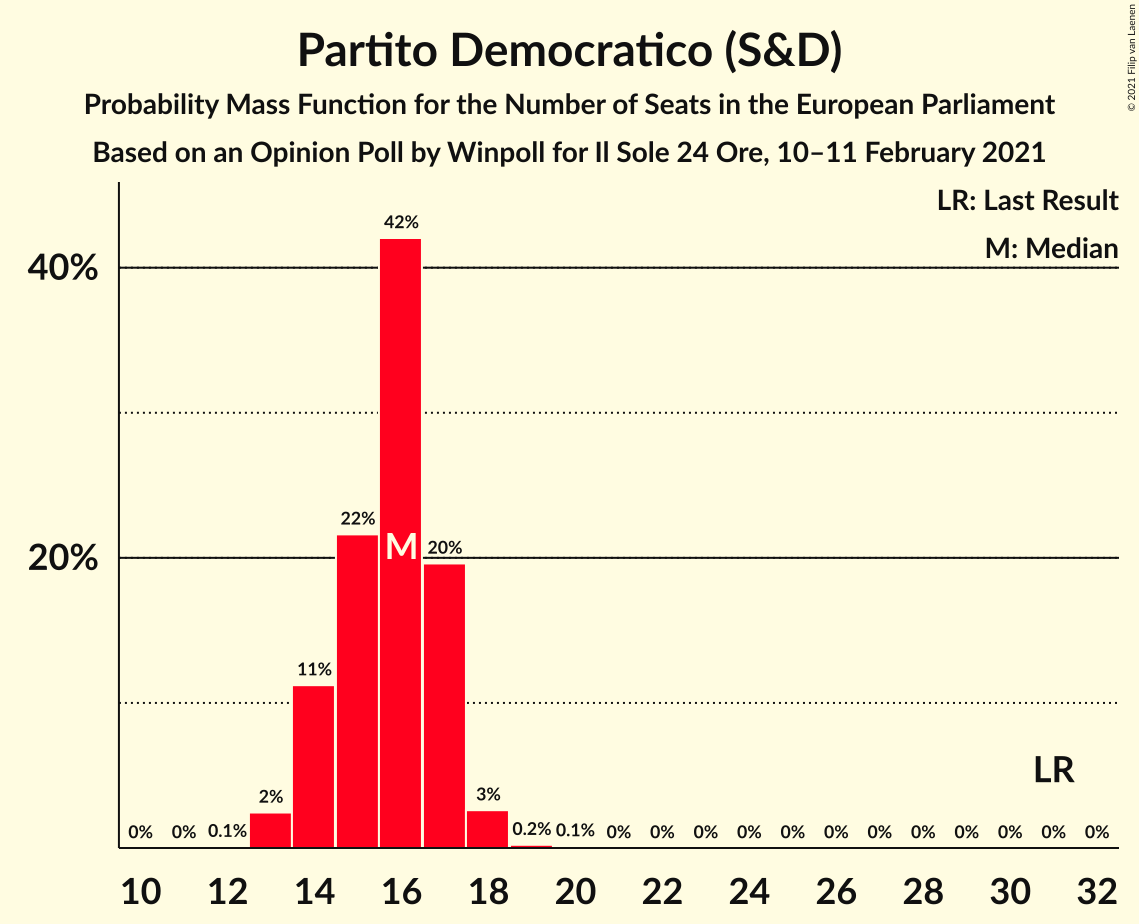 Partito Democratico (S&D)
Probability Mass Function for the Number of Seats in the European Parliament
Based on an Opinion Poll by Winpoll for Il Sole 24 Ore, 10–11 February 2021
© 2021 Filip van Laenen
LR: Last Result
M: Median
40%
20%
0% 0% 0.1% 2% 11% 22% 42% 20% 3% 0.2% 0.1% 0% 0% 0% 0% 0% 0% 0% 0% 0% 0% 0% 0%
M
LR
10 12 14 16 18 20 22 24 26 28 30 32